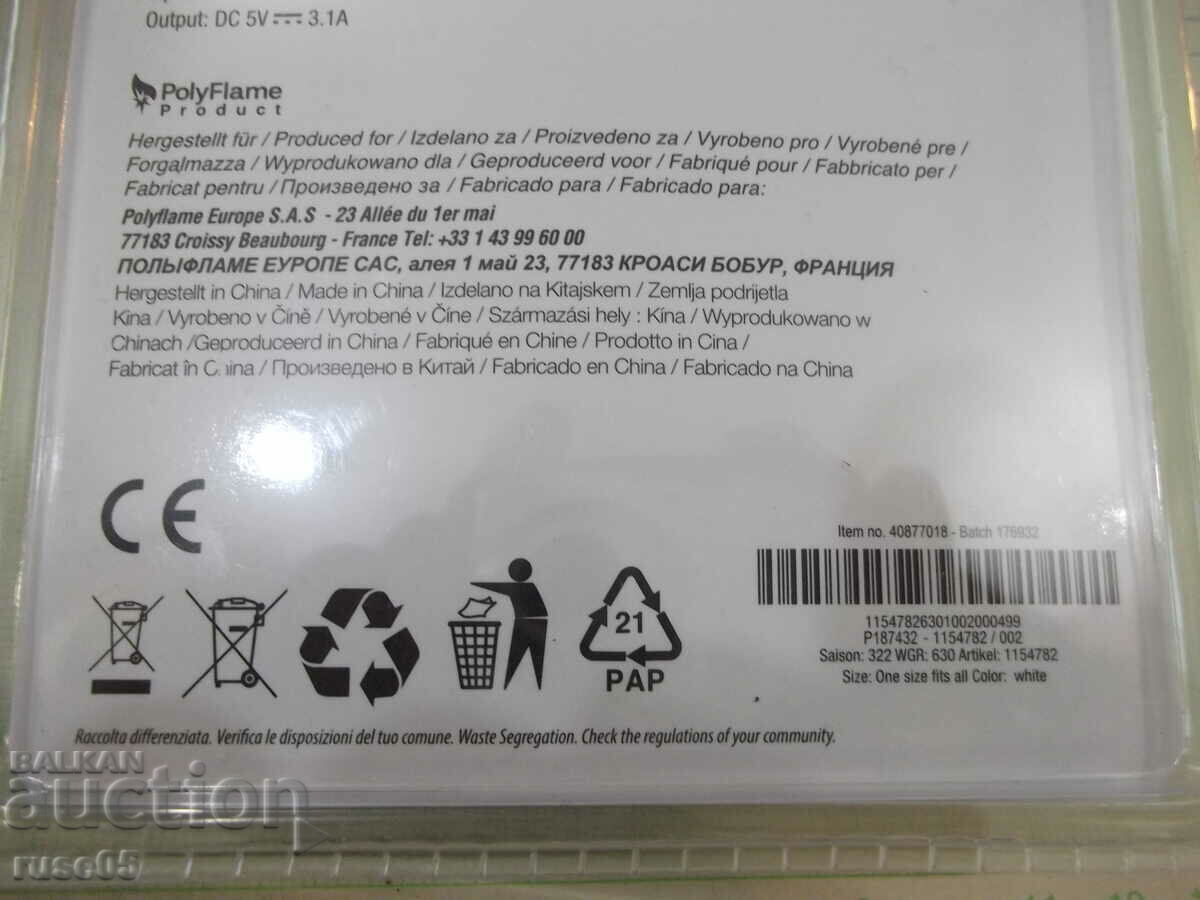 Output: DC 5V 3.1A
PolyFlame
Product
Hergestellt für / Produced for / Izdelano za / Proizvedeno za / Vyrobeno pro / Vyrobené pre /
Forgalmazza / Wyprodukowano dla / Geproduceerd voor / Fabriqué pour / Fabbricato per /
Fabricat pentru / Произведено за / Fabricado para / Fabricado para:
Polyflame Europe S.A.S - 23 Allée du 1er mai
77183 Croissy Beaubourg - France Tel: +33 1 43 99 60 00
ПОЛЫФЛАМЕ ЕУРОПЕ САС, алея 1 май 23, 77183 КРОАСИ БОБУР, ФРАНЦИЯ
Hergestellt in China / Made in China / Izdelano na Kitajskem / Zemlja podrijetla
Kina / Vyrobeno v Číně / Vyrobené v Číne / Származási hely : Kína / Wyprodukowano w
Chinach /Geproduceerd in China / Fabriqué en Chine / Prodotto in Cina /
Fabricat în China / Произведено в Китай / Fabricado en China / Fabricado na China
CE
Item no. 40877018 - Batch 176932
11547826301002000499
P187432 - 1154782 / 002
Saison: 322 WGR: 630 Artikel: 1154782
Size: One size fits all Color: white
21
PAP
Raccolta differenziata. Verifica le disposizioni del tuo comune. Waste Segregation. Check the regulations of your community.
BALKAN
auction
ruse05